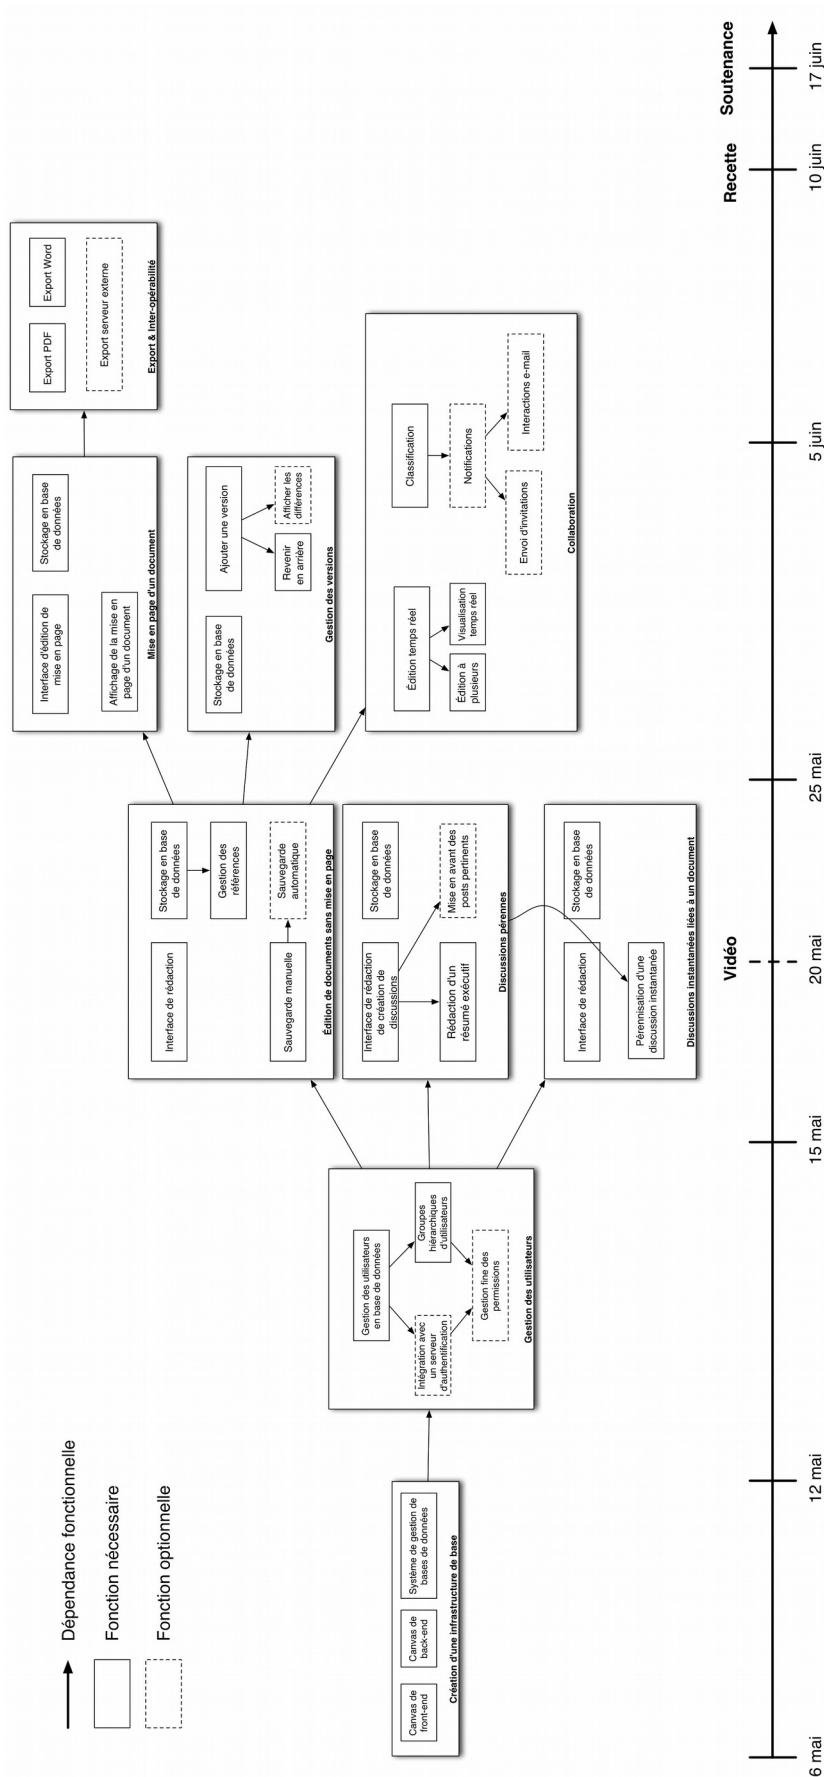 Dépendance fonctionnelle
Fonction nécessaire
Fonction optionnelle
Canvas de
front-end
Canvas de
back-end
Système de gestion de
bases de données
Création d'une infrastructure de base
Gestion des utilisateurs
en base de données
Intégration avec
un serveur
d'authentification
Groupes
hiérarchiques
d'utilisateurs
Gestion fine des
permissions
Gestion des utilisateurs
Interface de rédaction
Stockage en base
de données
Gestion des
références
Sauvegarde manuelle
Sauvegarde
automatique
Édition de documents sans mise en page
Interface de rédaction
de création de
discussions
Stockage en base
de données
Rédaction d'un
résumé exécutif
Mise en avant des
posts pertinents
Discussions pérennes
Interface de rédaction
Stockage en base
de données
Pérennisation d'une
discussion instantanée
Discussions instantanées liées à un document
Interface d'édition de
mise en page
Stockage en base
de données
Affichage de la mise en
page d'un document
Mise en page d'un document
Stockage en base
de données
Ajouter une version
Revenir
en arrière
Afficher les
différences
Gestion des versions
Édition temps réel
Édition à
plusieurs
Visualisation
temps réel
Classification
Notifications
Envoi d'invitations
Interactions e-mail
Collaboration
Export PDF
Export Word
Export serveur externe
Export & Inter-opérabilité
Vidéo
Recette
Soutenance
6 mai
12 mai
15 mai
20 mai
25 mai
5 juin
10 juin
17 juin